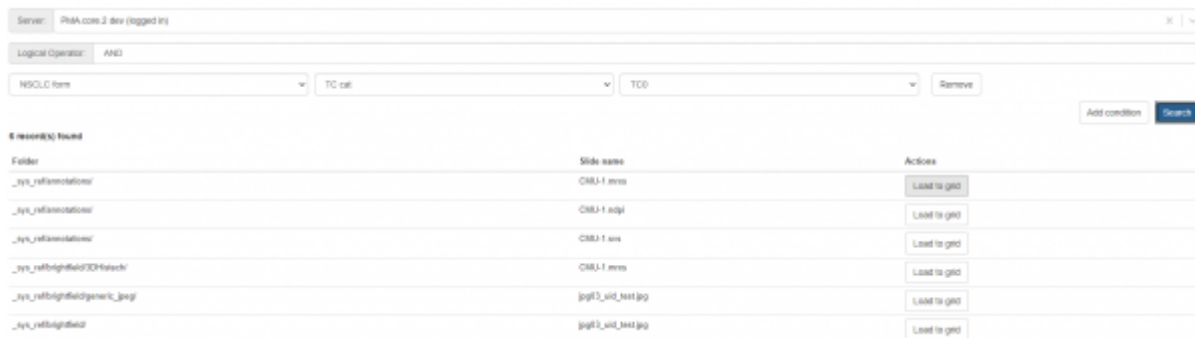 Server: PMA.core.2 dev (logged in)
Logical Operator: AND
NSCLC form TC cat TC0 Remove
Add condition Search
6 record(s) found
Folder Slide name Actions
_sys_ref/annotations/ CMU-1.mrxs Load to grid
_sys_ref/annotations/ CMU-1.ndpi Load to grid
_sys_ref/annotations/ CMU-1.svs Load to grid
_sys_ref/brightfield/3DHistech/ CMU-1.mrxs Load to grid
_sys_ref/brightfield/generic_jpeg/ Load to grid
_sys_ref/brightfield/ Load to grid